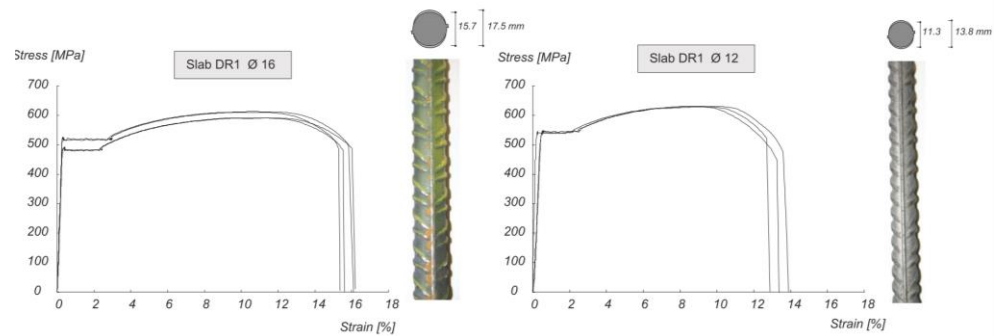 15.7 17.5 mm
Stress [MPa]
Slab DR1 Ø 16
700
600
500
400
300
200
100
0
0 2 4 6 8 10 12 14 16 18
Strain [%]
11.3 13.8 mm
Stress [MPa]
Slab DR1 Ø 12
700
600
500
400
300
200
100
0
0 2 4 6 8 10 12 14 16 18
Strain [%]